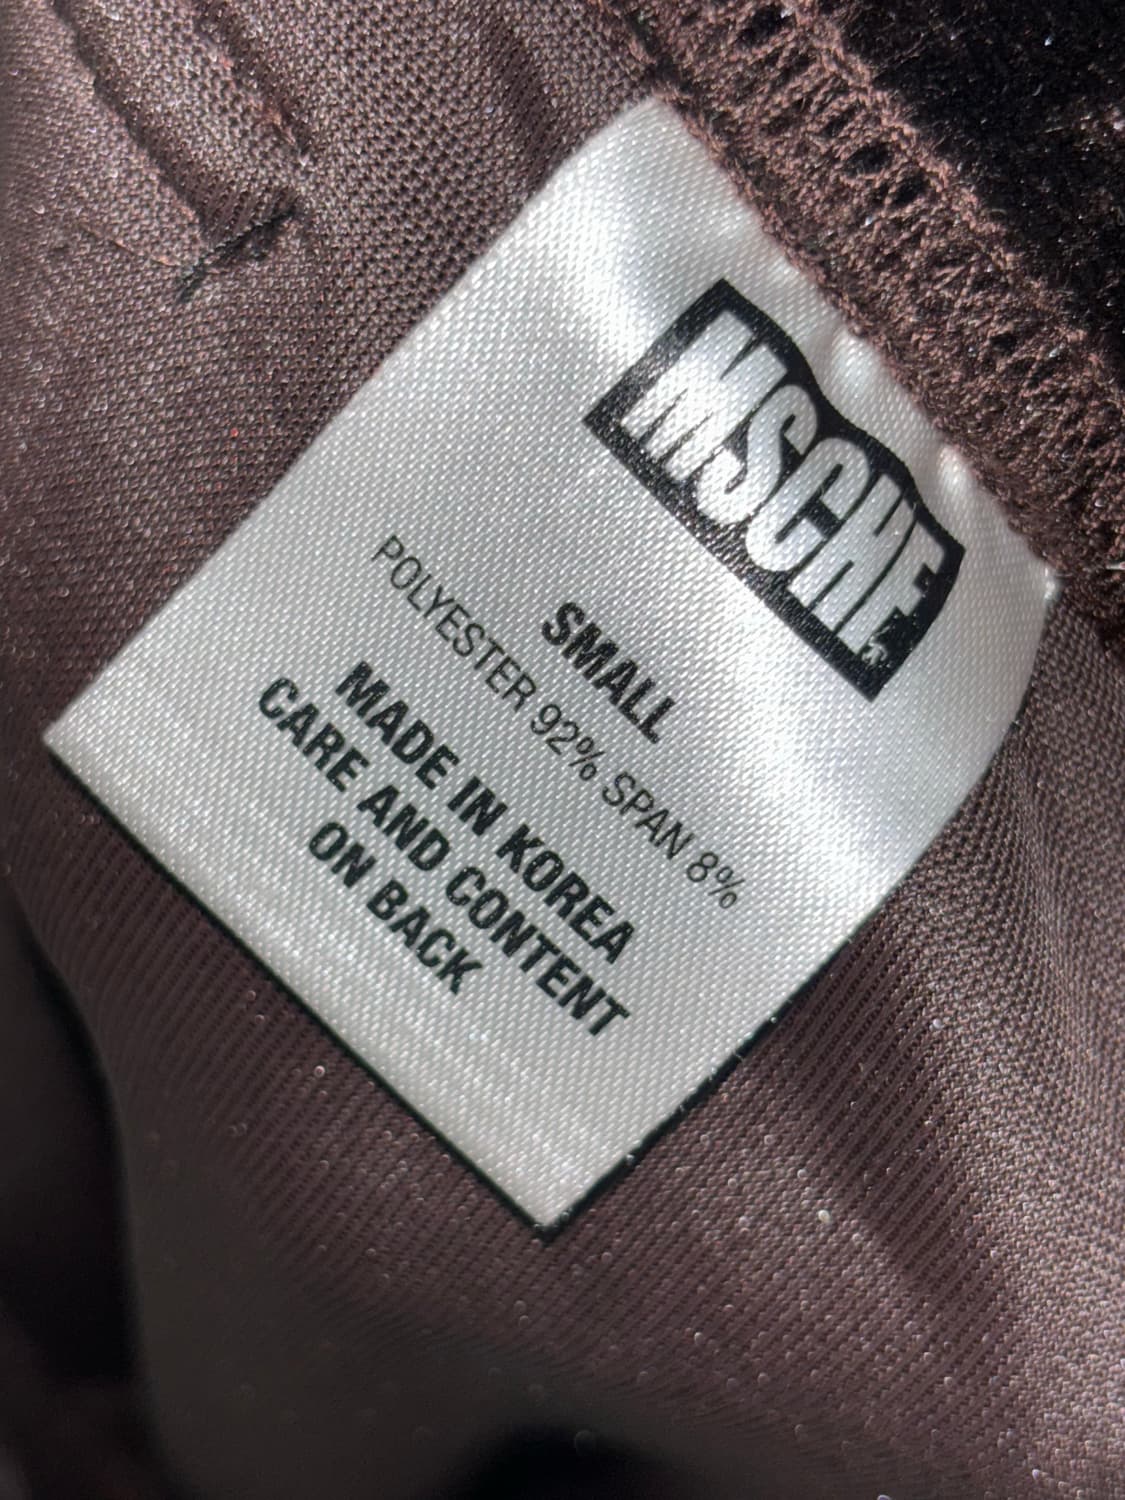 MSCHF
SMALL
POLYESTER 92% SPAN 8%
MADE IN KOREA
CARE AND CONTENT
ON BACK